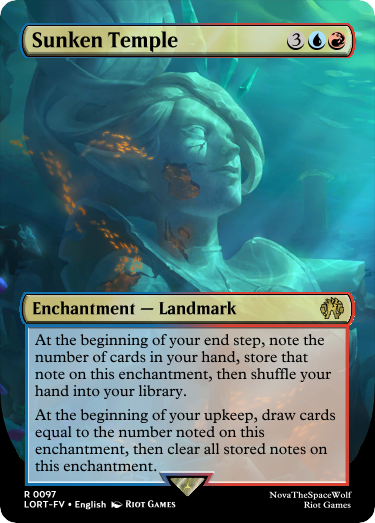 Sunken Temple 3
Enchantment — Landmark
At the beginning of your end step, note the
number of cards in your hand, store that
note on this enchantment, then shuffle your
hand into your library.
At the beginning of your upkeep, draw cards
equal to the number noted on this
enchantment, then clear all stored notes on
this enchantment.
R 0097
LORT-FV • English RIOT GAMES
NovaTheSpaceWolf
Riot Games